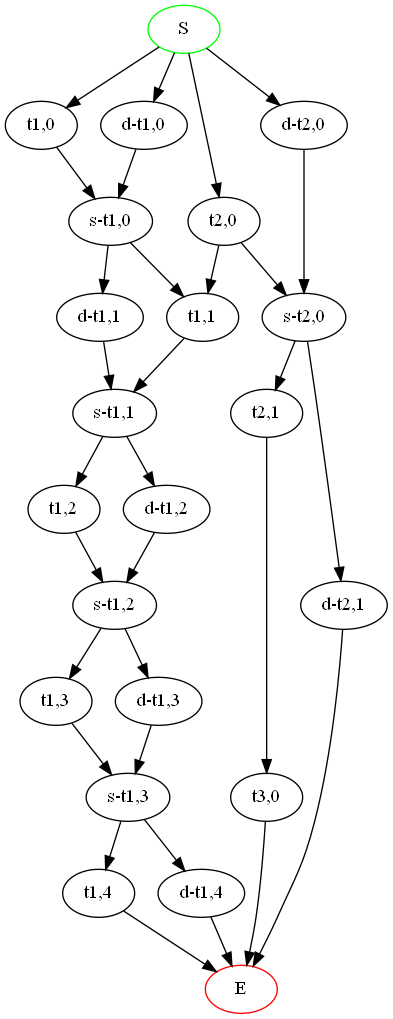 S
t1,0
d-t1,0
d-t2,0
s-t1,0
t2,0
d-t1,1
t1,1
s-t2,0
s-t1,1
t2,1
t1,2
d-t1,2
s-t1,2
d-t2,1
t1,3
d-t1,3
s-t1,3
t3,0
t1,4
d-t1,4
E